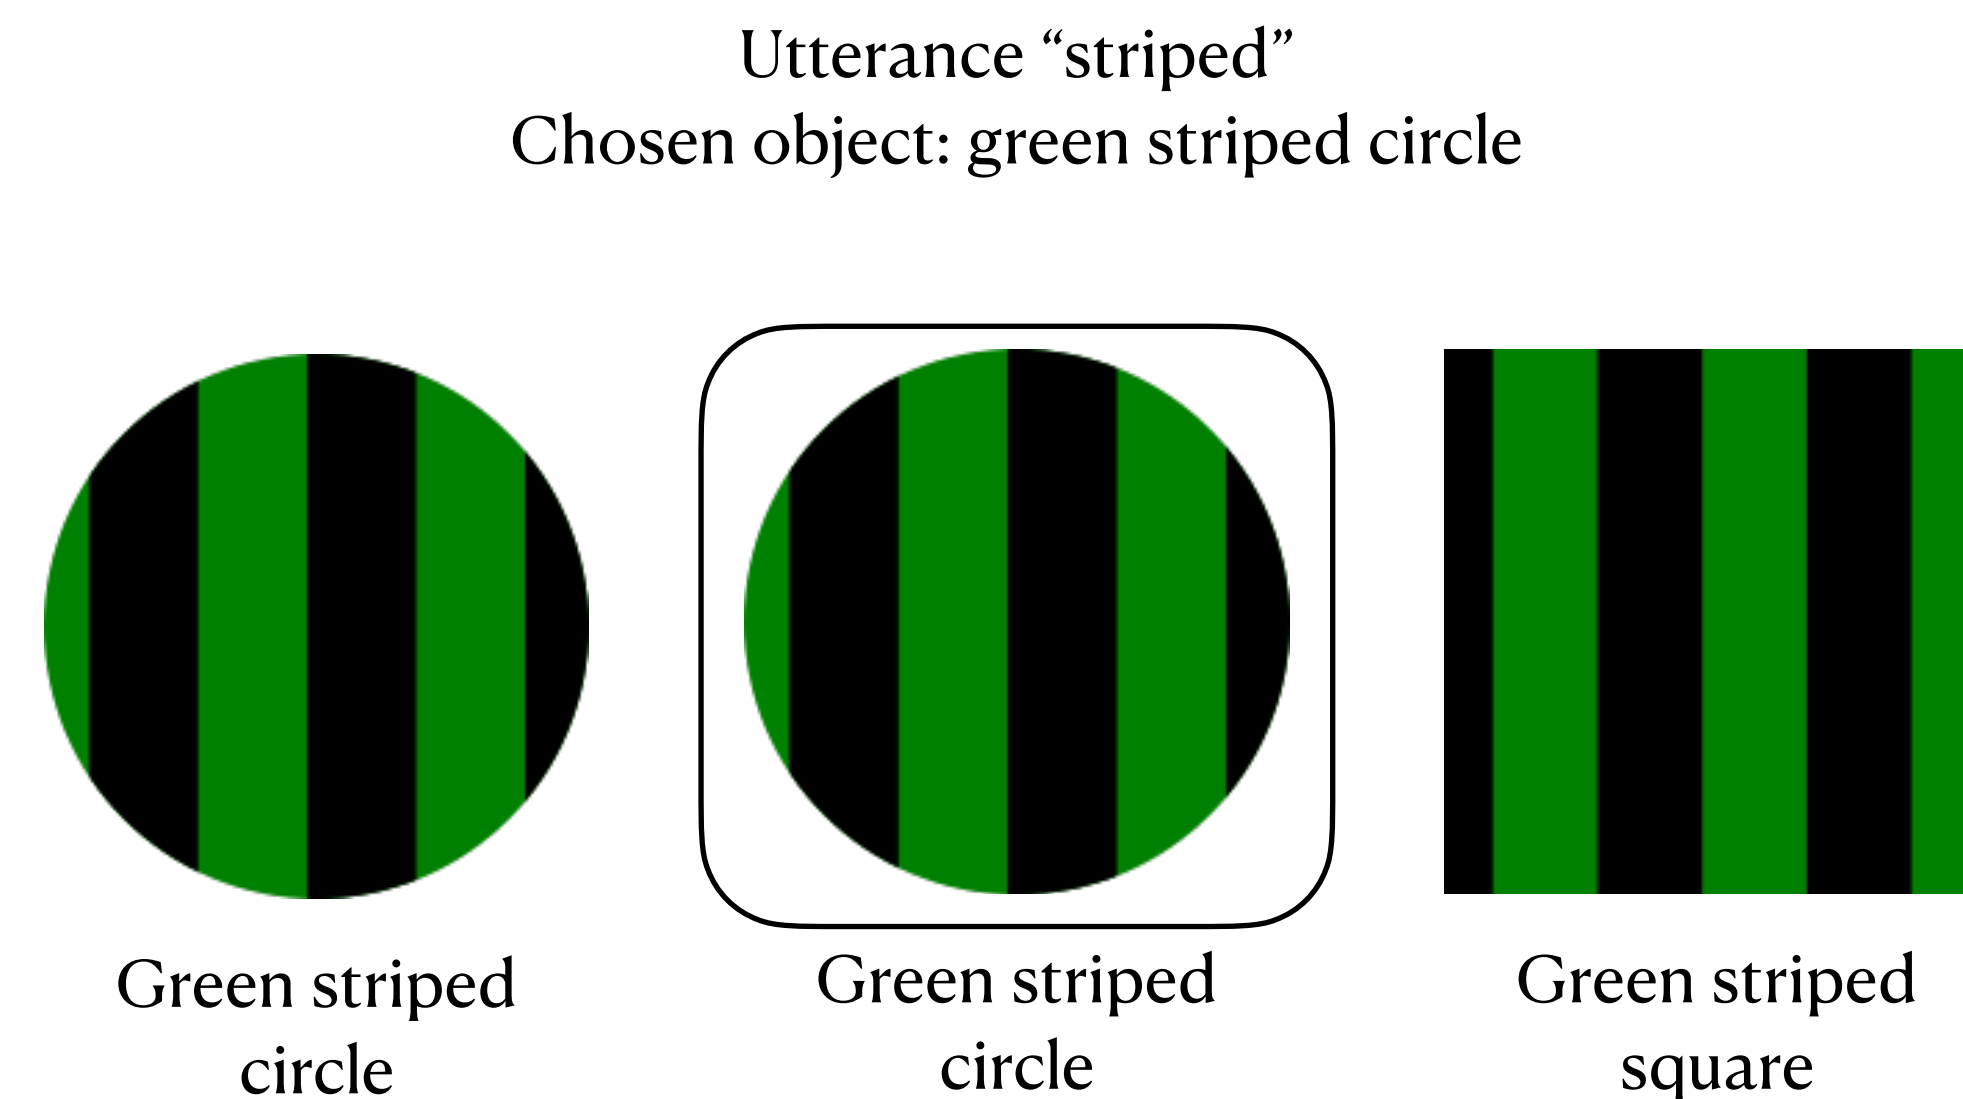 Utterance “striped”
Chosen object: green striped circle
Green striped
circle
Green striped
circle
Green striped
square